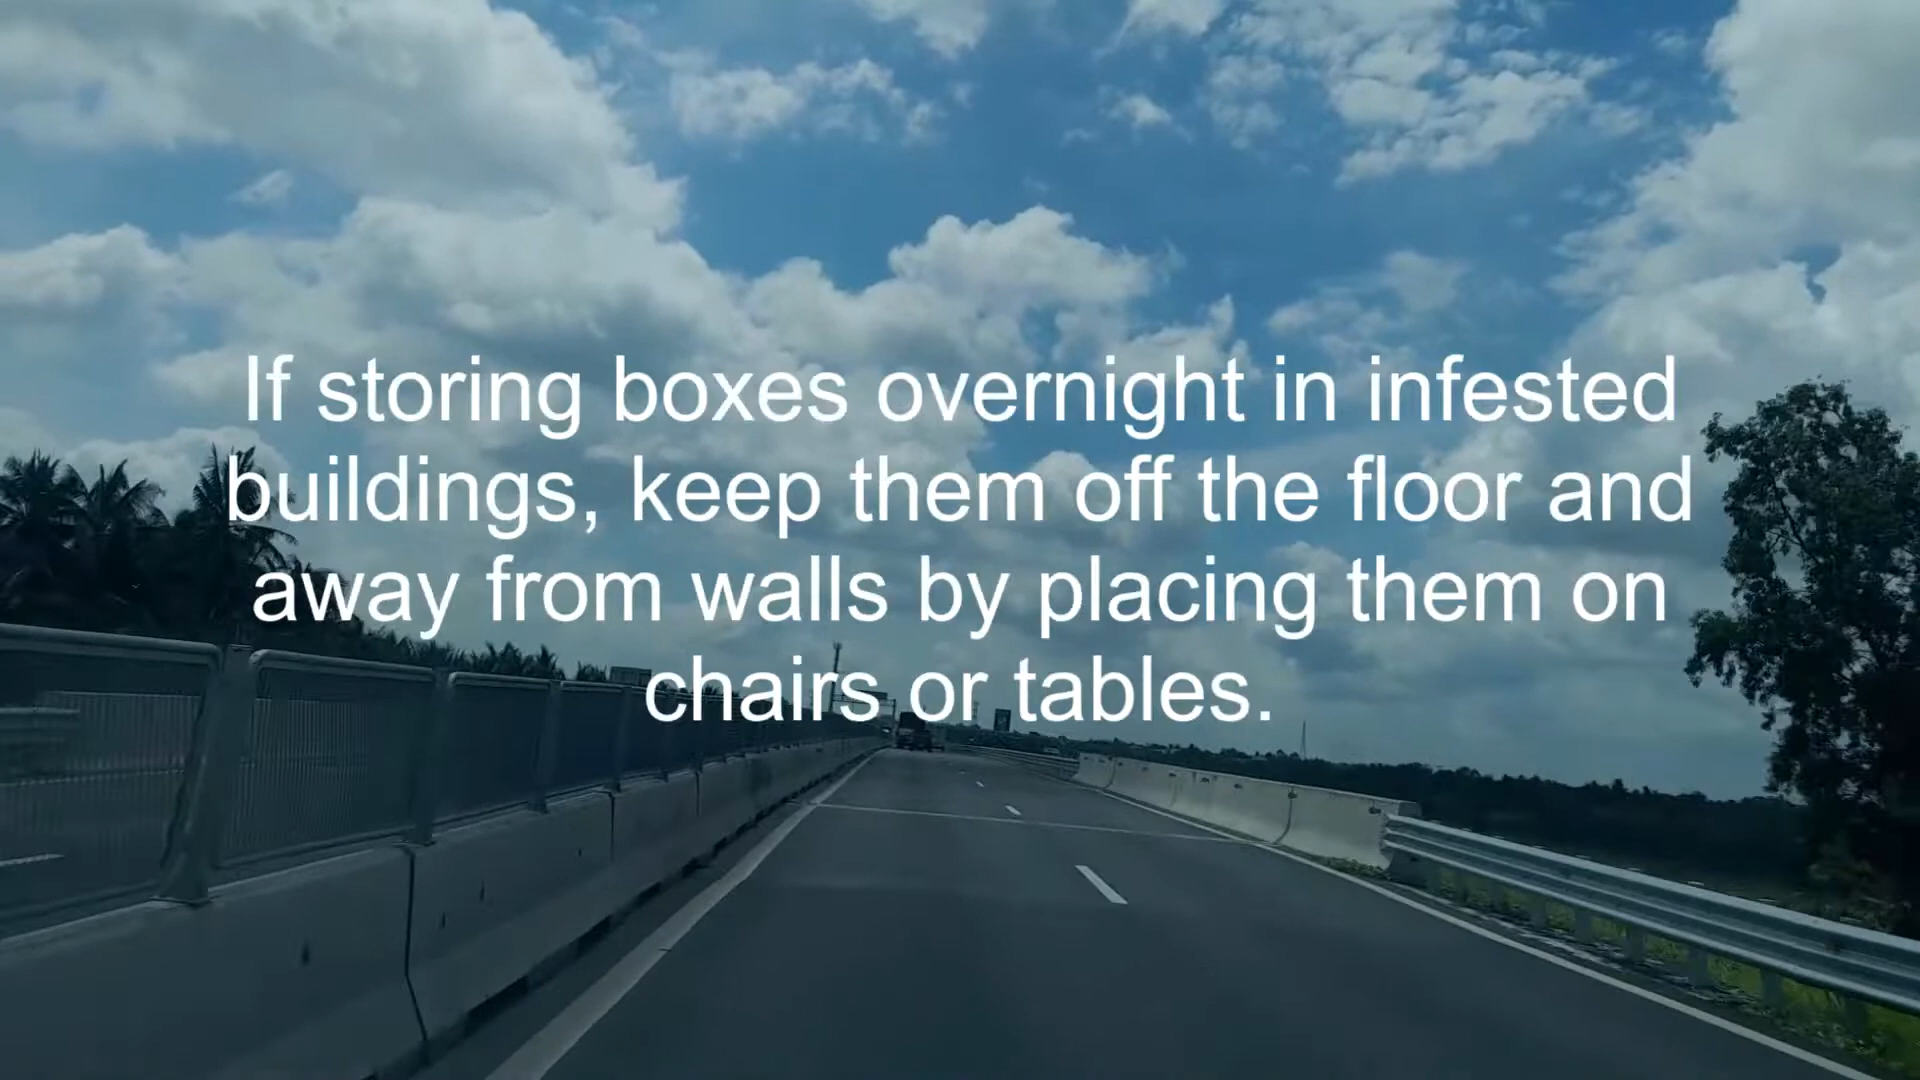 If storing boxes overnight in infested
buildings, keep them off the floor and
away from walls by placing them on
chairs or tables.